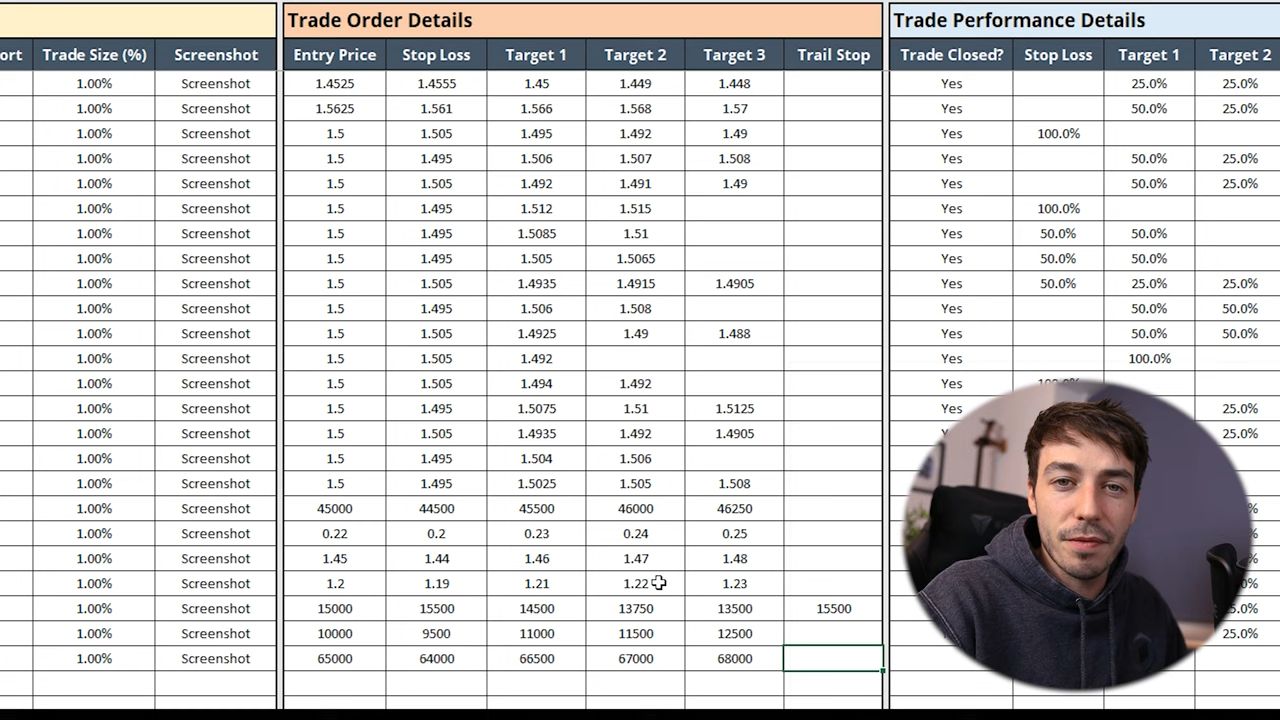 Trade Order Details Trade Performance Details
ort Trade Size (%) Screenshot Entry Price Stop Loss Target 1 Target 2 Target 3 Trail Stop Trade Closed? Stop Loss Target 1 Target 2
1.00% Screenshot 1.4525 1.4555 1.45 1.449 1.448 Yes 25.0% 25.0%
1.00% Screenshot 1.5625 1.561 1.566 1.568 1.57 Yes 50.0% 25.0%
1.00% Screenshot 1.5 1.505 1.495 1.492 1.49 Yes 100.0%
1.00% Screenshot 1.5 1.495 1.506 1.507 1.508 Yes 50.0% 25.0%
1.00% Screenshot 1.5 1.505 1.492 1.491 1.49 Yes 50.0% 25.0%
1.00% Screenshot 1.5 1.495 1.512 1.515 Yes 100.0%
1.00% Screenshot 1.5 1.495 1.5085 1.51 Yes 50.0% 50.0%
1.00% Screenshot 1.5 1.495 1.505 1.5065 Yes 50.0% 50.0%
1.00% Screenshot 1.5 1.505 1.4935 1.4915 1.4905 Yes 50.0% 25.0% 25.0%
1.00% Screenshot 1.5 1.495 1.506 1.508 Yes 50.0% 50.0%
1.00% Screenshot 1.5 1.505 1.4925 1.49 1.488 Yes 50.0% 50.0%
1.00% Screenshot 1.5 1.505 1.492 Yes 100.0%
1.00% Screenshot 1.5 1.505 1.494 1.492 Yes
1.00% Screenshot 1.5 1.495 1.5075 1.51 1.5125 Yes 25.0%
1.00% Screenshot 1.5 1.505 1.4935 1.492 1.4905 25.0%
1.00% Screenshot 1.5 1.495 1.504 1.506
1.00% Screenshot 1.5 1.495 1.5025 1.505 1.508
1.00% Screenshot 45000 44500 45500 46000 46250
1.00% Screenshot 0.22 0.2 0.23 0.24 0.25
1.00% Screenshot 1.45 1.44 1.46 1.47 1.48
1.00% Screenshot 1.2 1.19 1.21 1.22 1.23
1.00% Screenshot 15000 15500 14500 13750 13500 15500
1.00% Screenshot 10000 9500 11000 11500 12500 25.0%
1.00% Screenshot 65000 64000 66500 67000 68000